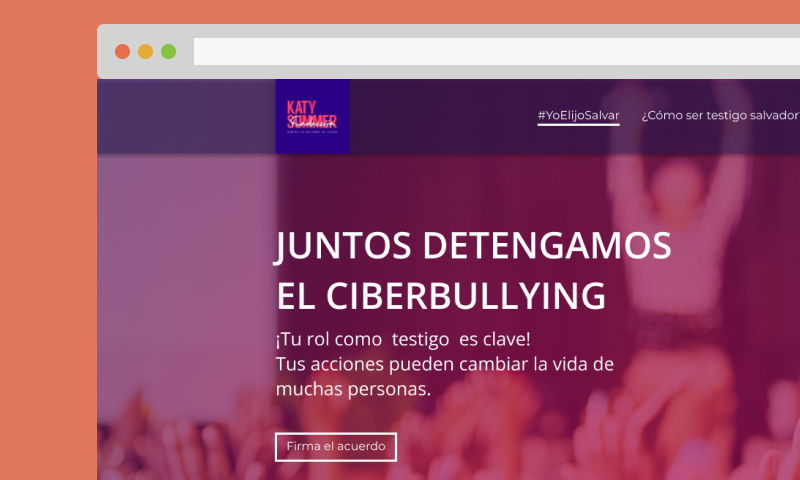 KATY
SUMMER
Fundación
#YoElijoSalvar
¿Cómo ser testigo salvador
JUNTOS DETENGAMOS
EL CIBERBULLYING
¡Tu rol como testigo es clave!
Tus acciones pueden cambiar la vida de
muchas personas.
Firma el acuerdo